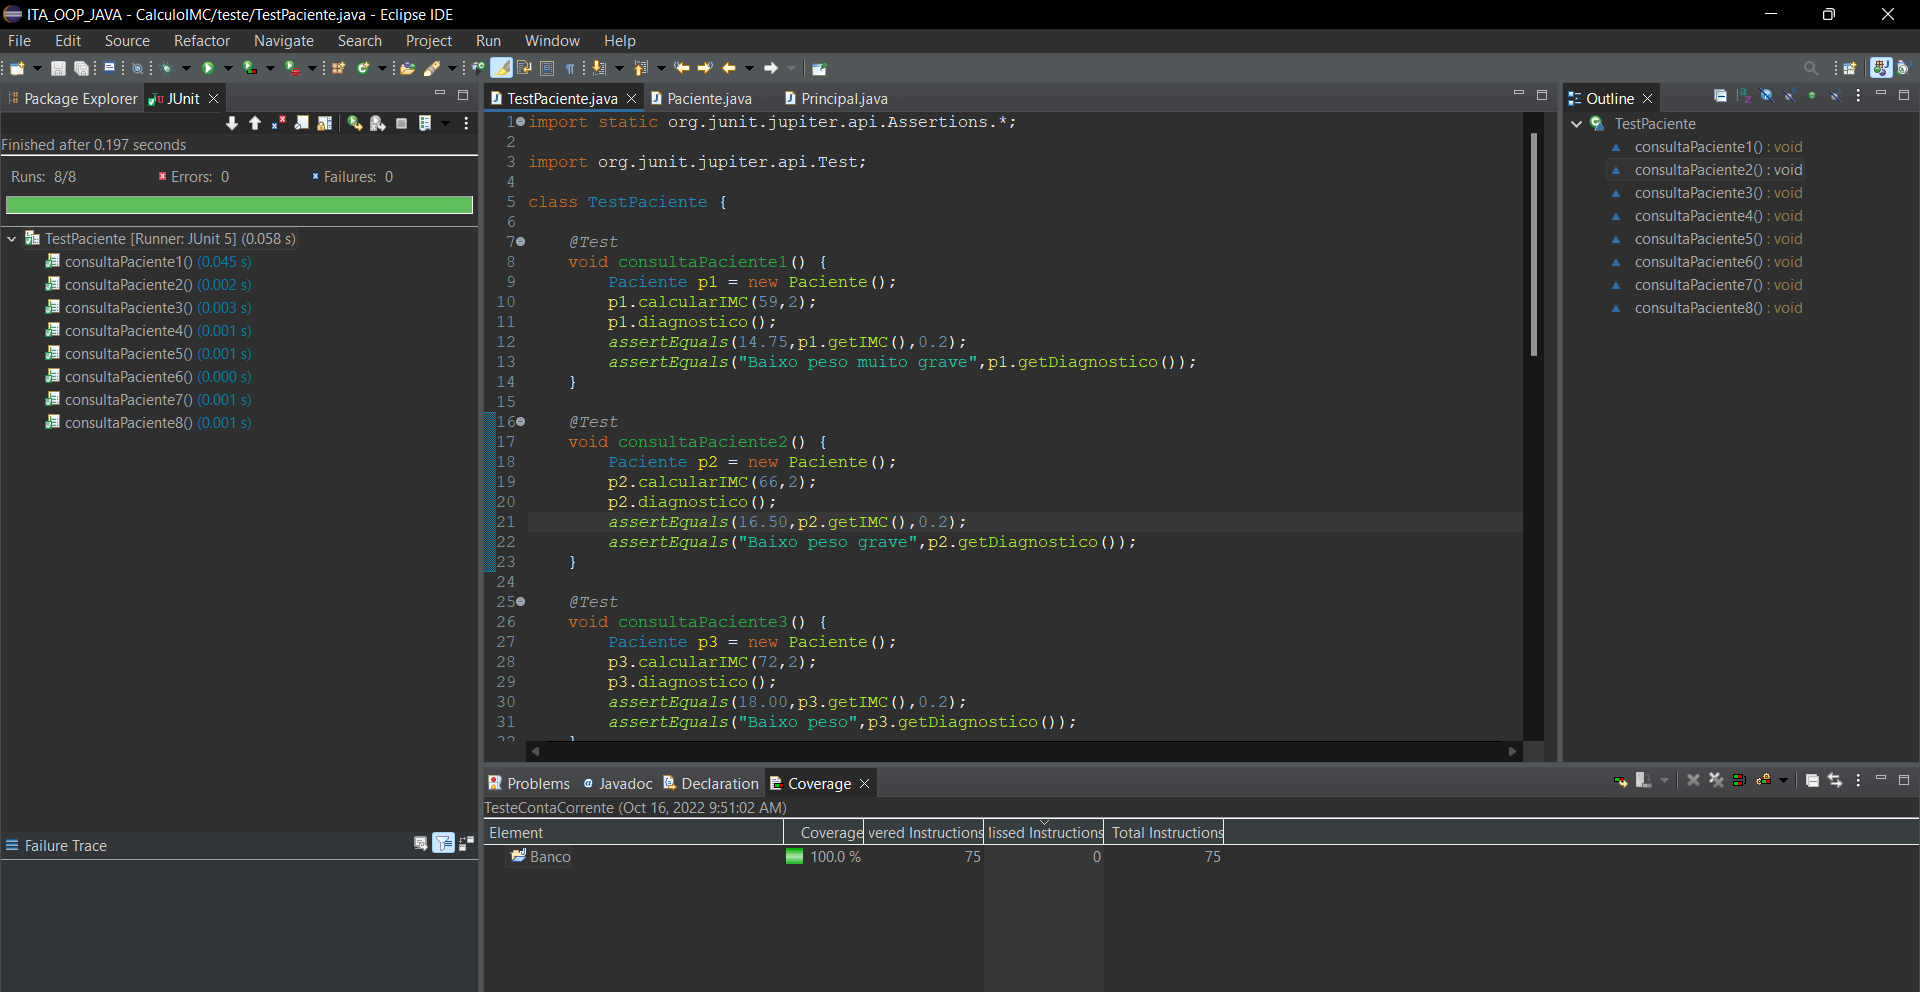 ITA_OOP_JAVA - CalculoIMC/teste/TestPaciente.java - Eclipse IDE
File Edit Source Refactor Navigate Search Project Run Window Help
Package Explorer
JUnit
Finished after 0.197 seconds
Runs: 8/8 Errors: 0 Failures: 0
TestPaciente [Runner: JUnit 5] (0.058 s)
consultaPaciente1() (0.045 s)
consultaPaciente2() (0.002 s)
consultaPaciente3() (0.003 s)
consultaPaciente4() (0.001 s)
consultaPaciente5() (0.001 s)
consultaPaciente6() (0.000 s)
consultaPaciente7() (0.001 s)
consultaPaciente8() (0.001 s)
Failure Trace
TestPaciente.java Paciente.java Principal.java
1 import static org.junit.jupiter.api.Assertions.*;
2
3 import org.junit.jupiter.api.Test;
4
5 class TestPaciente {
6
7 @Test
8 void consultaPaciente1() {
9 Paciente p1 = new Paciente();
10 p1.calcularIMC(59,2);
11 p1.diagnostico();
12 assertEquals(14.75,p1.getIMC(),0.2);
13 assertEquals("Baixo peso muito grave",p1.getDiagnostico());
14 }
15
16 @Test
17 void consultaPaciente2() {
18 Paciente p2 = new Paciente();
19 p2.calcularIMC(66,2);
20 p2.diagnostico();
21 assertEquals(16.50,p2.getIMC(),0.2);
22 assertEquals("Baixo peso grave",p2.getDiagnostico());
23 }
24
25 @Test
26 void consultaPaciente3() {
27 Paciente p3 = new Paciente();
28 p3.calcularIMC(72,2);
29 p3.diagnostico();
30 assertEquals(18.00,p3.getIMC(),0.2);
31 assertEquals("Baixo peso",p3.getDiagnostico());
Outline
TestPaciente
consultaPaciente1() : void
consultaPaciente2() : void
consultaPaciente3() : void
consultaPaciente4() : void
consultaPaciente5() : void
consultaPaciente6() : void
consultaPaciente7() : void
consultaPaciente8() : void
Problems Javadoc Declaration Coverage
TesteContaCorrente (Oct 16, 2022 9:51:02 AM)
Element Coverage vered Instructions lissed Instructions Total Instructions
Banco 100.0 % 75 0 75